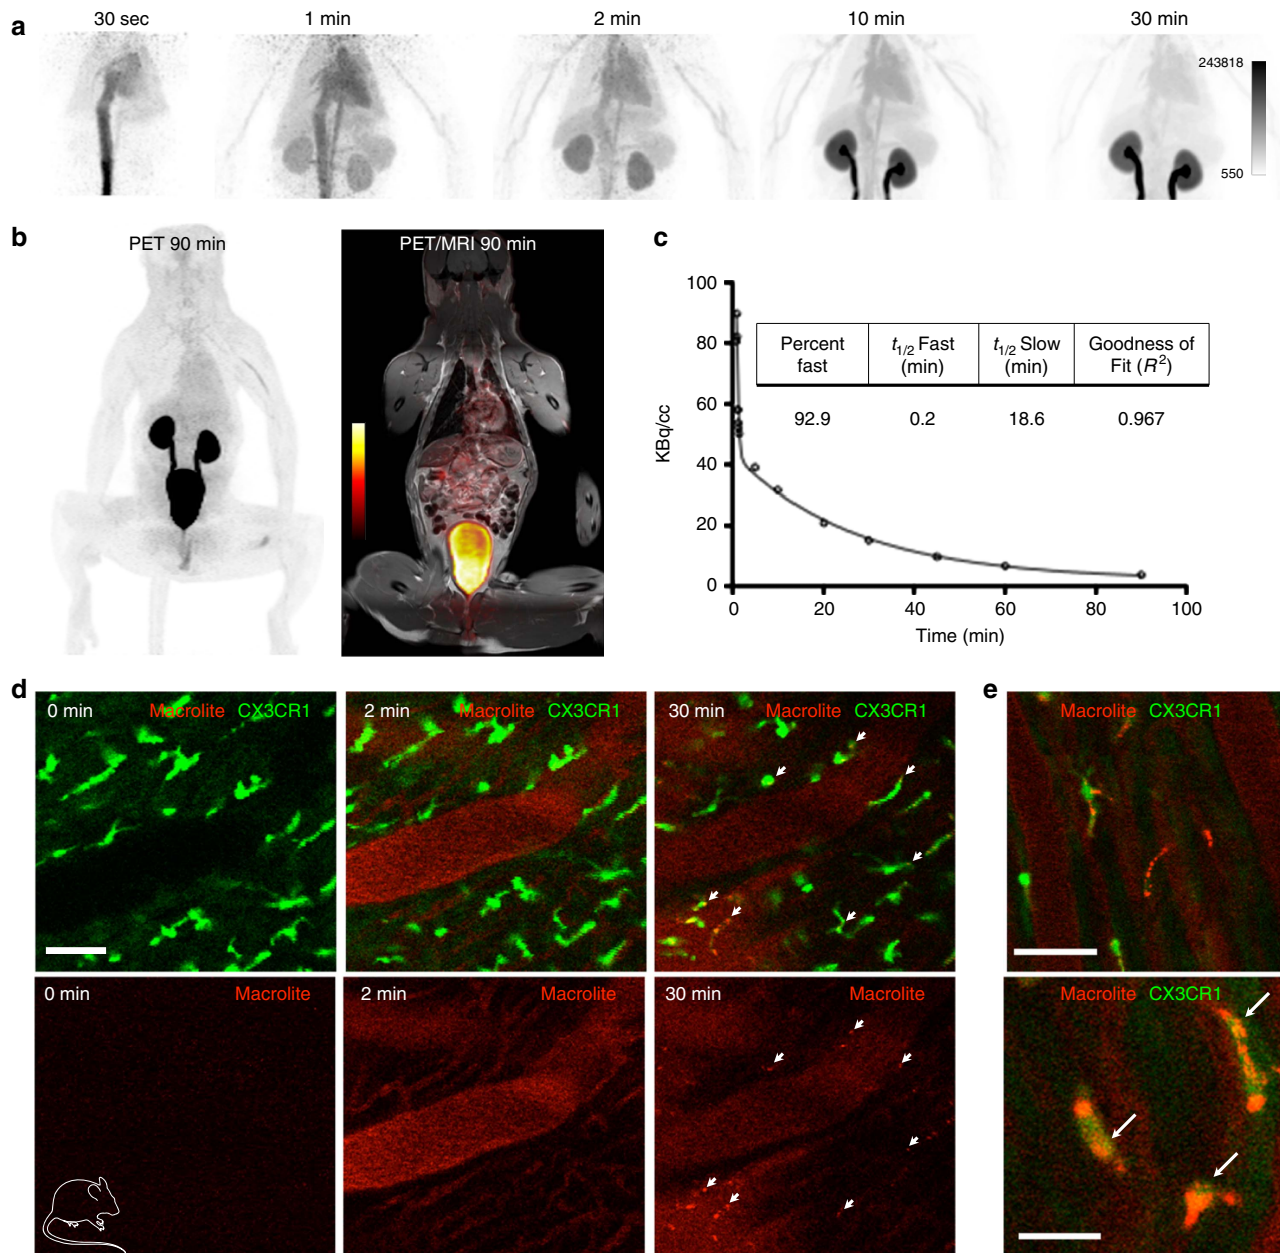 a
30 sec
1 min
2 min
10 min
30 min
243818
550
b
PET 90 min
PET/MRI 90 min
c
100
80
60
40
20
0
KBq/cc
Percent fast
t1/2 Fast (min)
t1/2 Slow (min)
Goodness of Fit (R²)
92.9
0.2
18.6
0.967
0
20
40
60
80
100
Time (min)
d
0 min
Macrolite CX3CR1
2 min
Macrolite CX3CR1
30 min
Macrolite CX3CR1
0 min
Macrolite
2 min
Macrolite
30 min
Macrolite
e
Macrolite CX3CR1
Macrolite CX3CR1